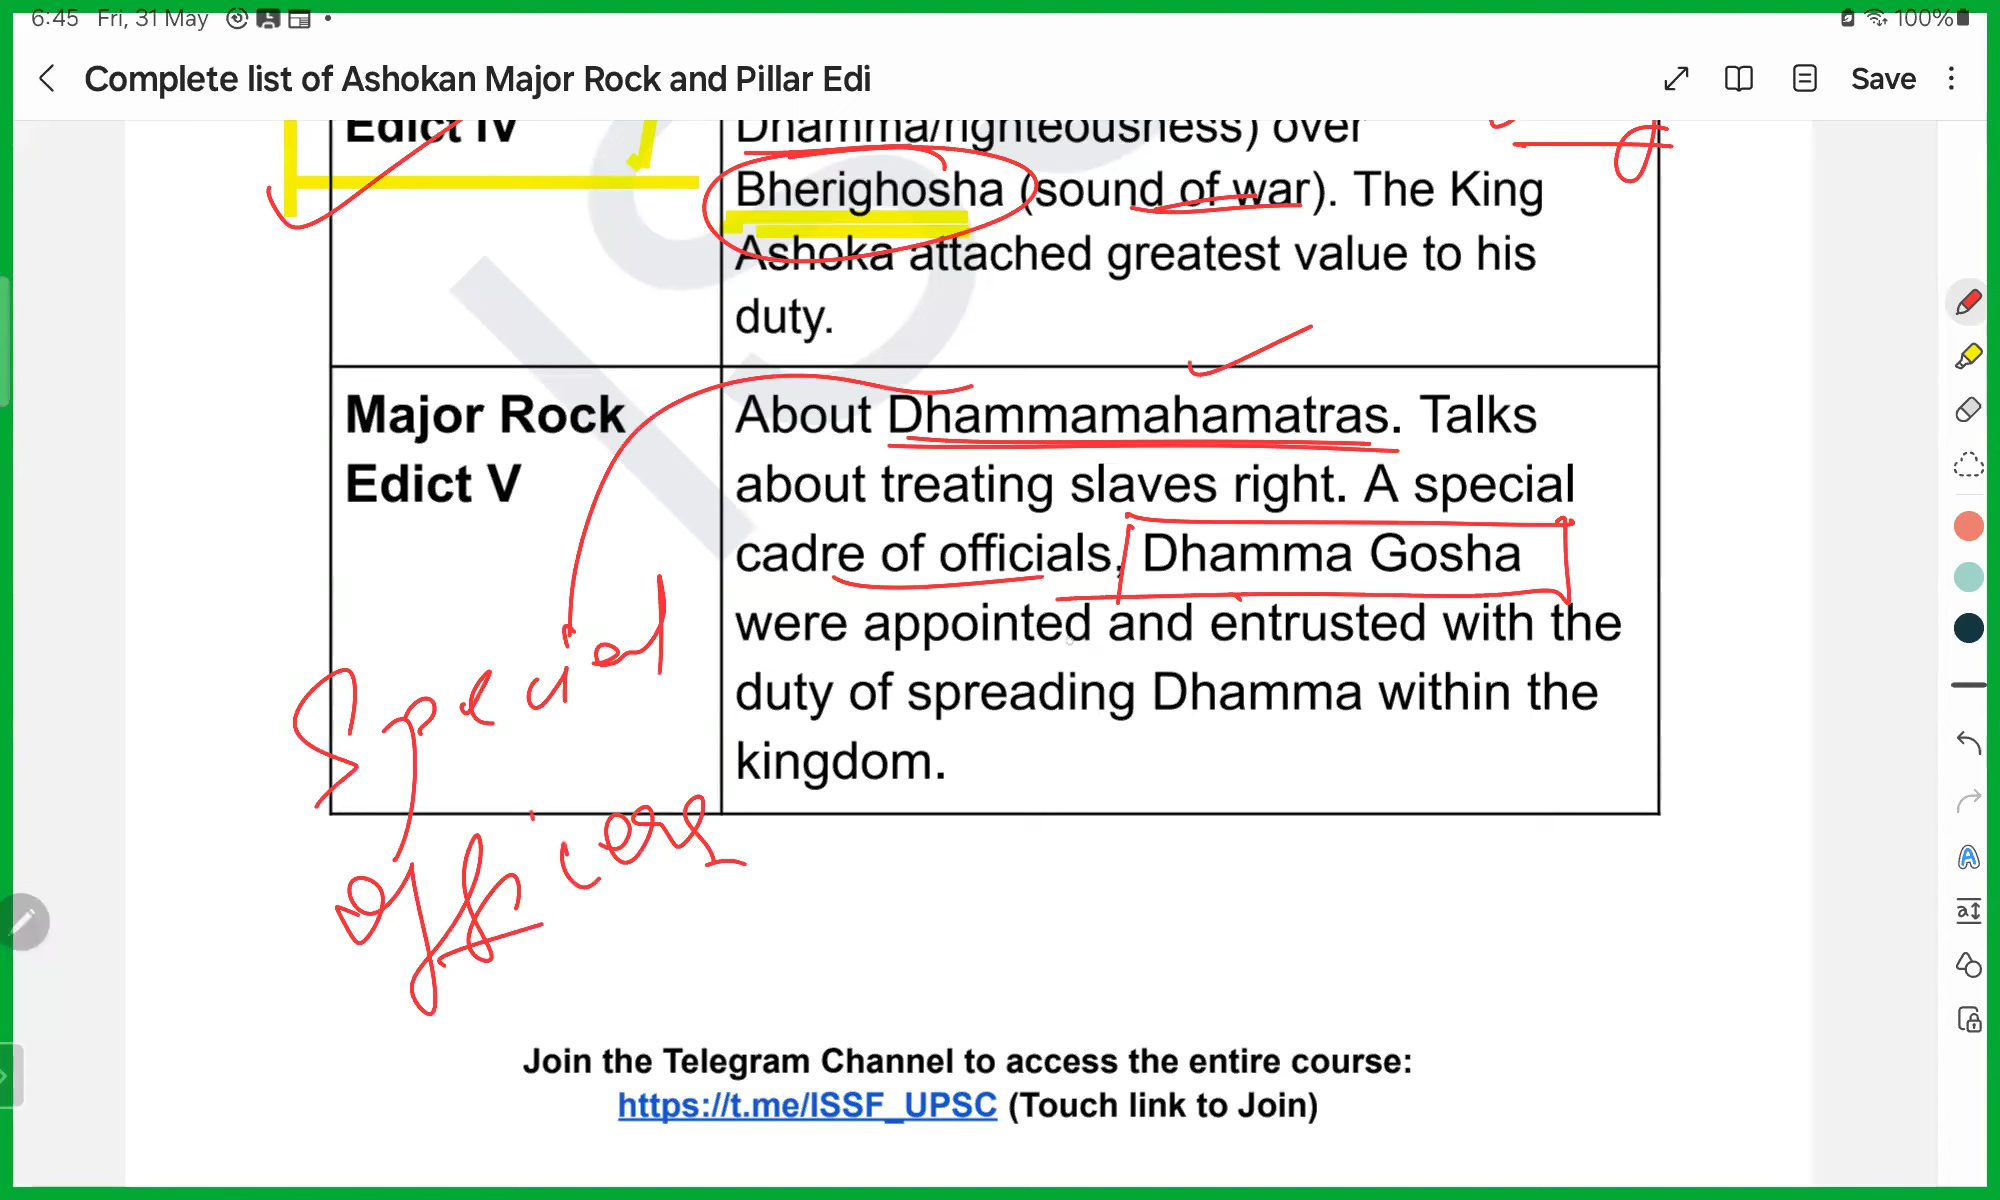 6:45 Fri, 31 May
100%
Complete list of Ashokan Major Rock and Pillar Edi
Save
Edict IV
Dhamma/righteousness) over
Bherighosha (sound of war). The King
Ashoka attached greatest value to his
duty.
Major Rock
Edict V
About Dhammamahamatras. Talks
about treating slaves right. A special
cadre of officials, Dhamma Gosha
were appointed and entrusted with the
duty of spreading Dhamma within the
kingdom.
Special
officers
Join the Telegram Channel to access the entire course:
https://t.me/ISSF_UPSC (Touch link to Join)